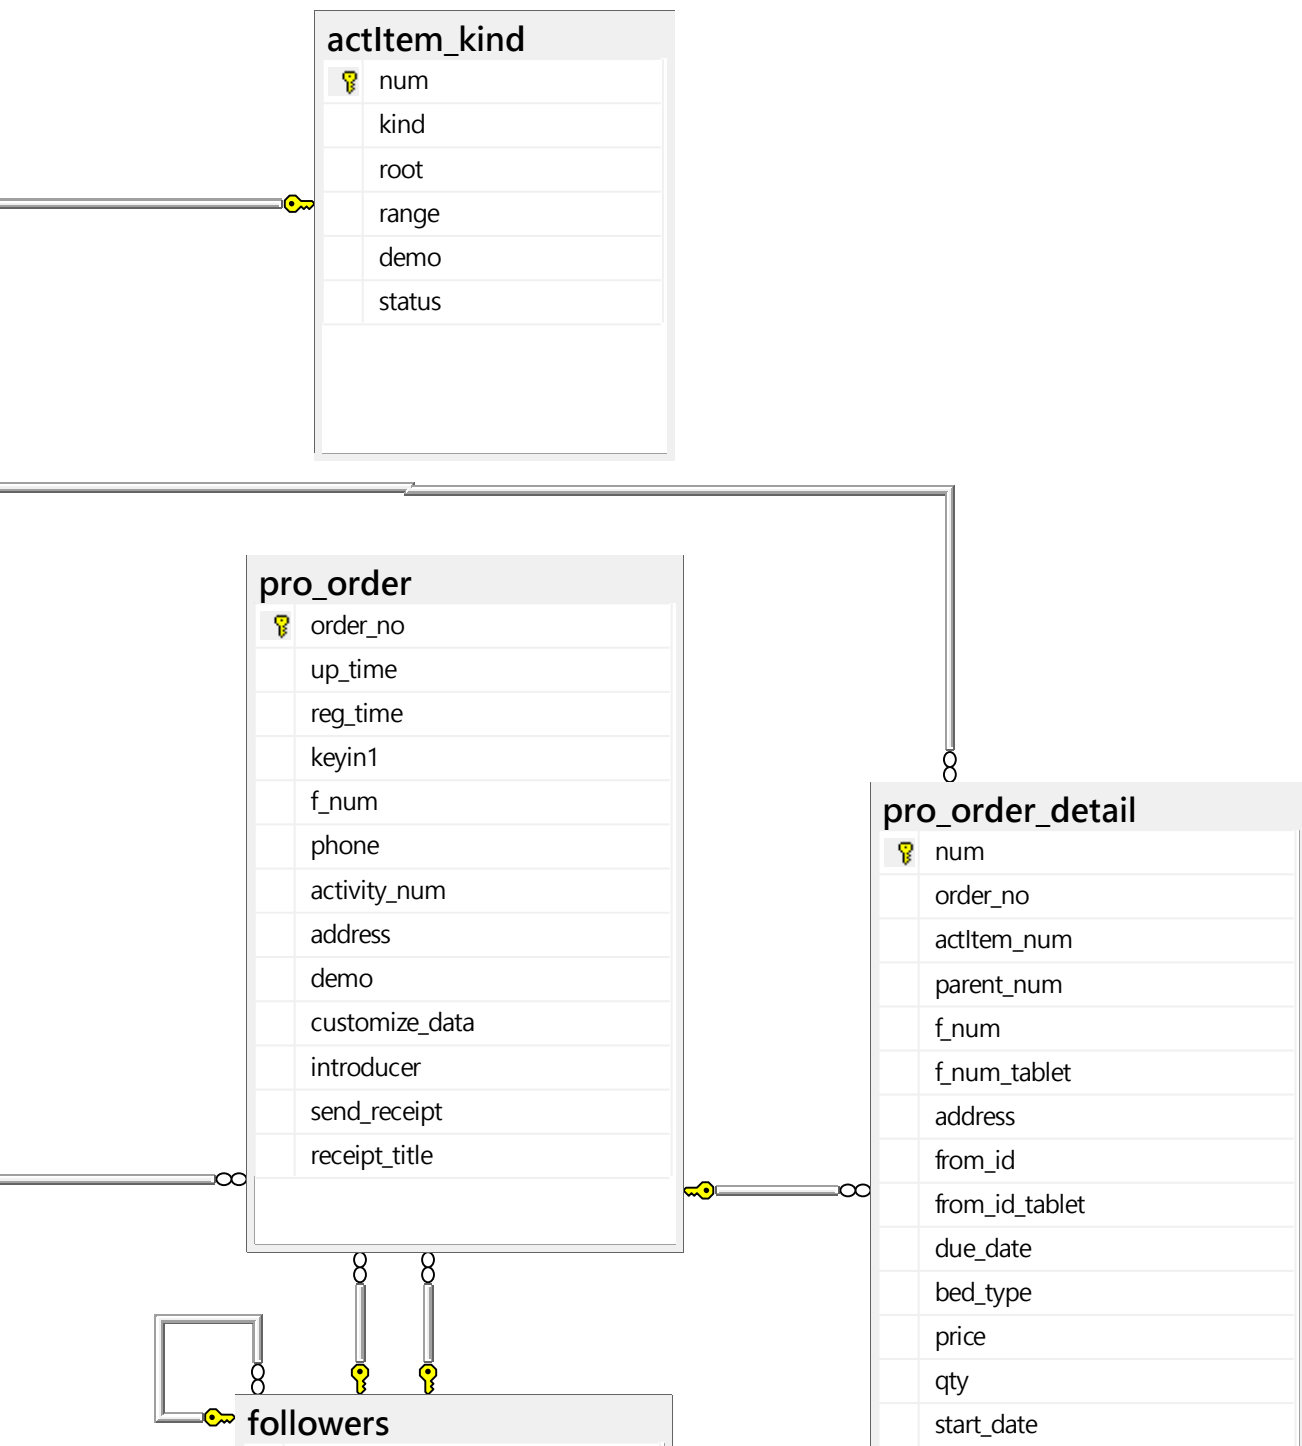 actItem_kind
num
kind
root
range
demo
status
pro_order
order_no
up_time
reg_time
keyin1
f_num
phone
activity_num
address
demo
customize_data
introducer
send_receipt
receipt_title
pro_order_detail
num
order_no
actItem_num
parent_num
f_num
f_num_tablet
address
from_id
from_id_tablet
due_date
bed_type
price
qty
start_date
followers